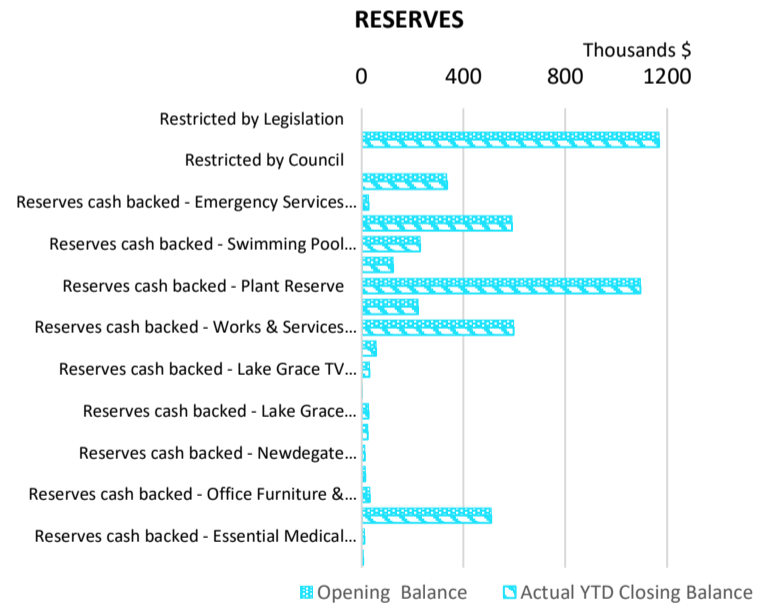 RESERVES
Thousands $
0 400 800 1200
Restricted by Legislation
Restricted by Council
Reserves cash backed - Emergency Services...
Reserves cash backed - Swimming Pool...
Reserves cash backed - Plant Reserve
Reserves cash backed - Works & Services...
Reserves cash backed - Lake Grace TV...
Reserves cash backed - Lake Grace...
Reserves cash backed - Newdegate...
Reserves cash backed - Office Furniture &...
Reserves cash backed - Essential Medical...
Opening Balance Actual YTD Closing Balance